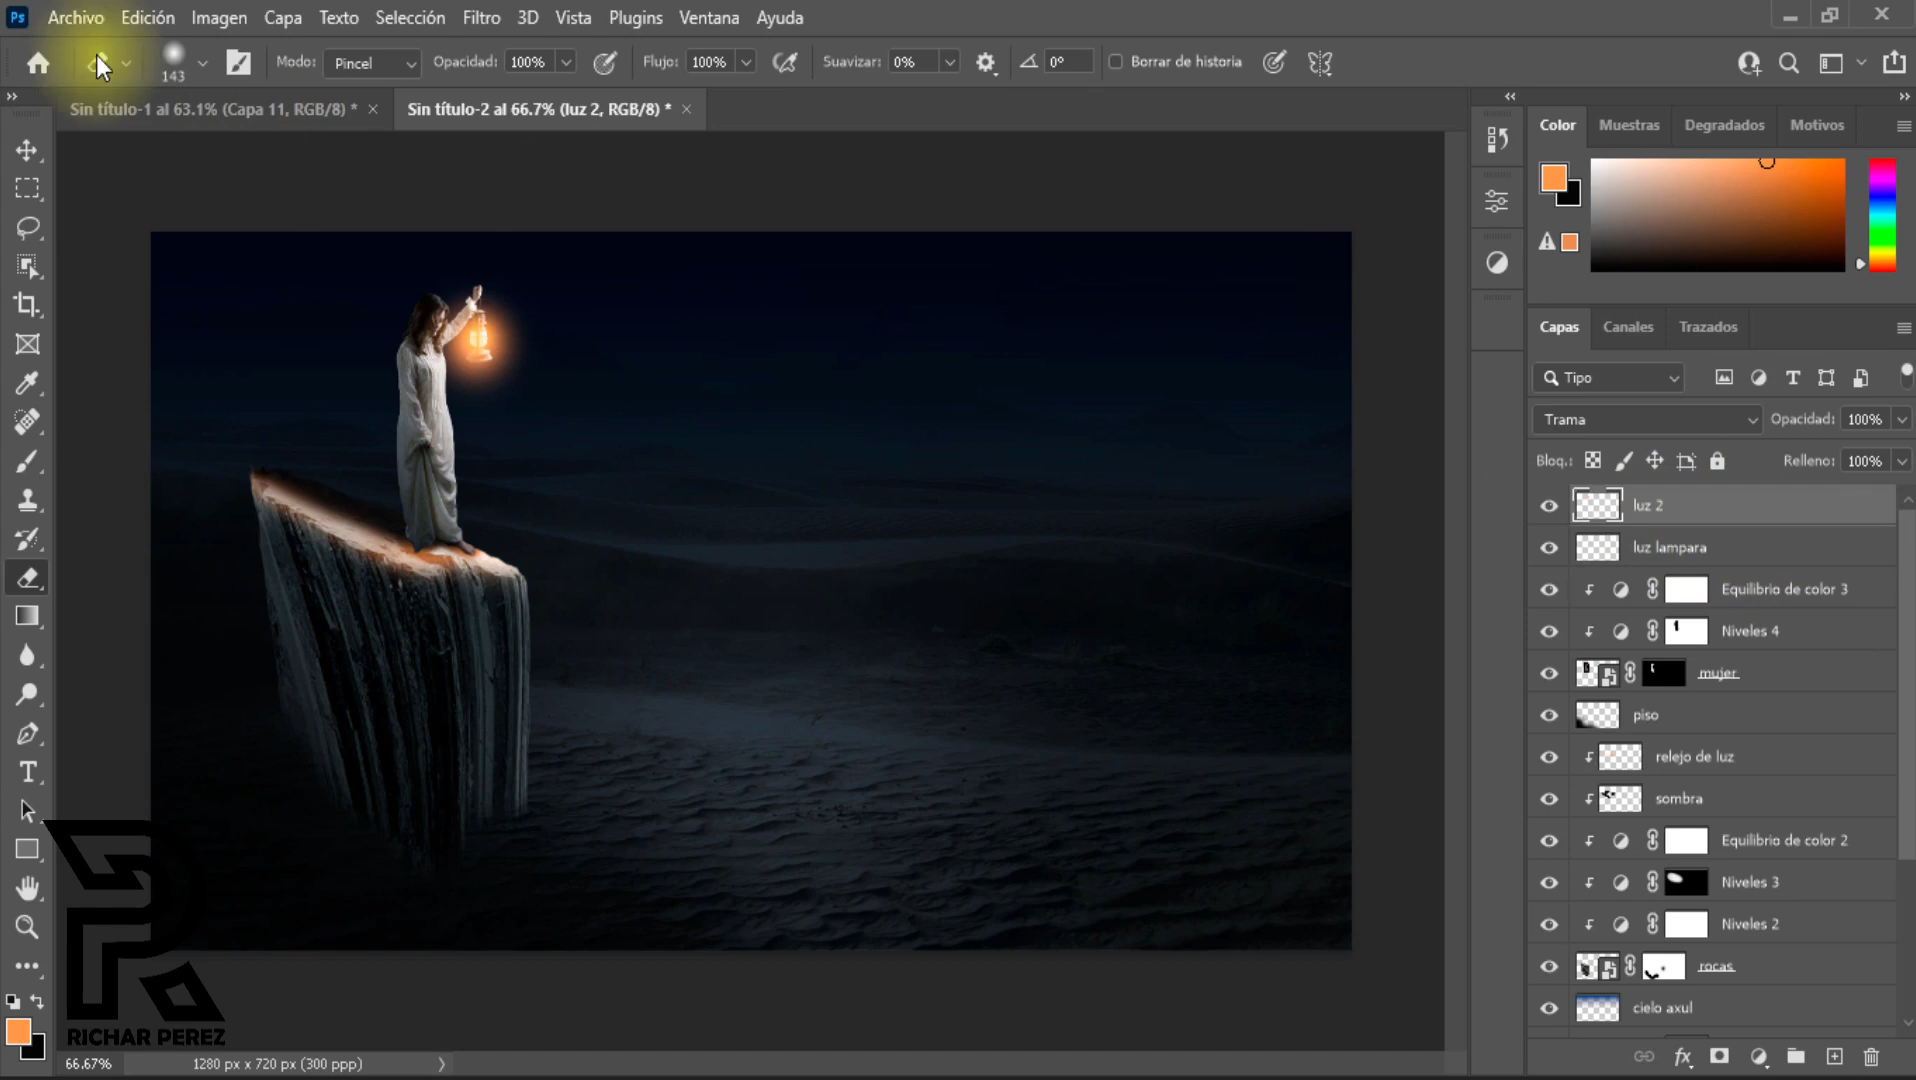 Ps Archivo Edición Imagen Capa Texto Selección Filtro 3D Vista Plugins Ventana Ayuda
143 Modo: Pincel Opacidad: 100% Flujo: 100% Suavizar: 0% 0° Borrar de historia
Sin título-1 al 63.1% (Capa 11, RGB/8) *
Sin título-2 al 66.7% (luz 2, RGB/8) *
Color Muestras Degradados Motivos
Capas Canales Trazados
Tipo
Trama Opacidad: 100%
Bloq.: Relleno: 100%
luz 2
luz lampara
Equilibrio de color 3
Niveles 4
mujer
piso
relejo de luz
sombra
Equilibrio de color 2
Niveles 3
Niveles 2
rocas
cielo axul
fx
RICHAR PEREZ
66.67% 1280 px x 720 px (300 ppp)